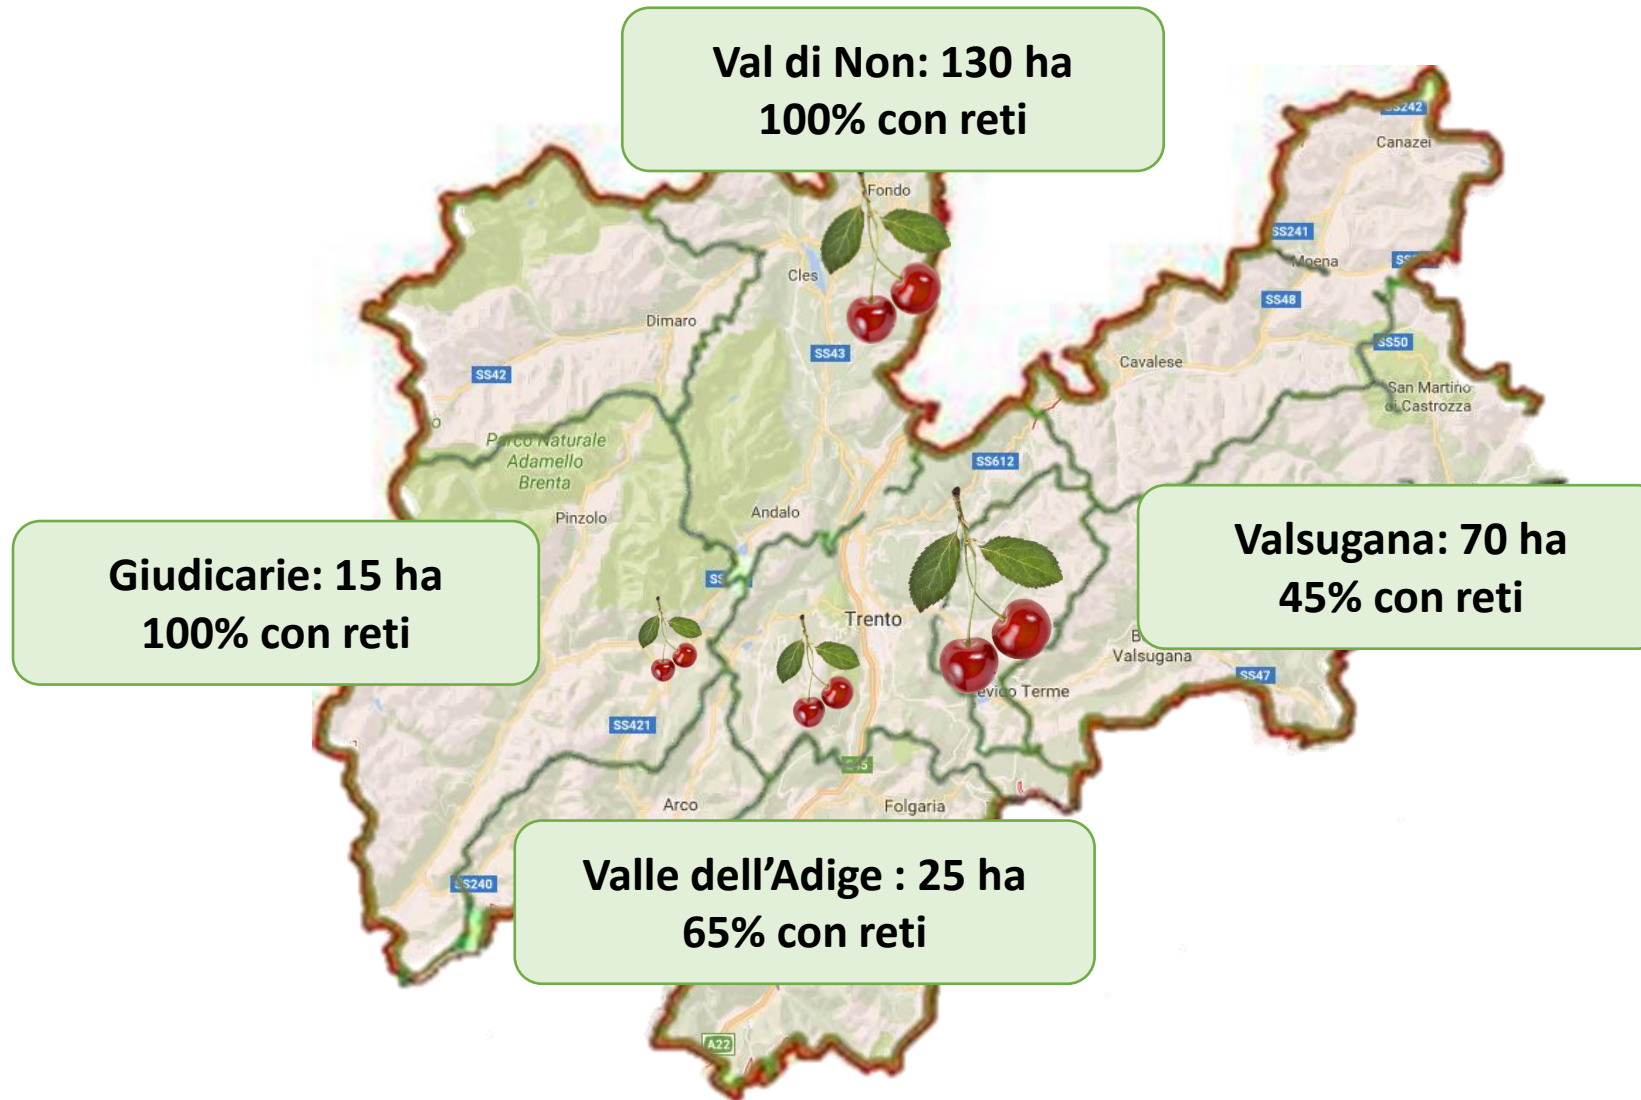 Val di Non: 130 ha
100% con reti
SS242
Canazei
Fondo
SS241
Moena
Cles
SS48
Dimaro
SS43
SS50
Cavalese
SS42
San Martino
di Castrozza
Parco Naturale
Adamello
Brenta
SS612
Pinzolo
Andalo
Giudicarie: 15 ha
100% con reti
Valsugana: 70 ha
45% con reti
Trento
Valsugana
SS47
SS421
Arco
Folgaria
Valle dell’Adige : 25 ha
65% con reti
SS240
A22